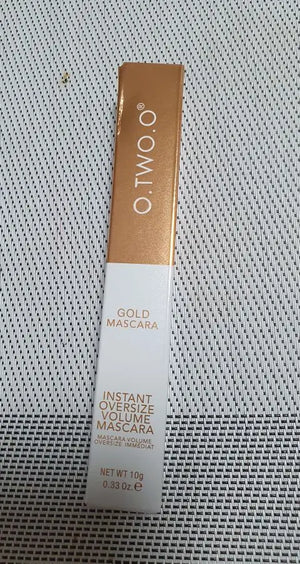 O.TWO.O®
GOLD
MASCARA
INSTANT
OVERSIZE
VOLUME
MASCARA
MASCARA VOLUME
OVERSIZE IMMÉDIAT
NET WT 10g
0.33 Oz.℮